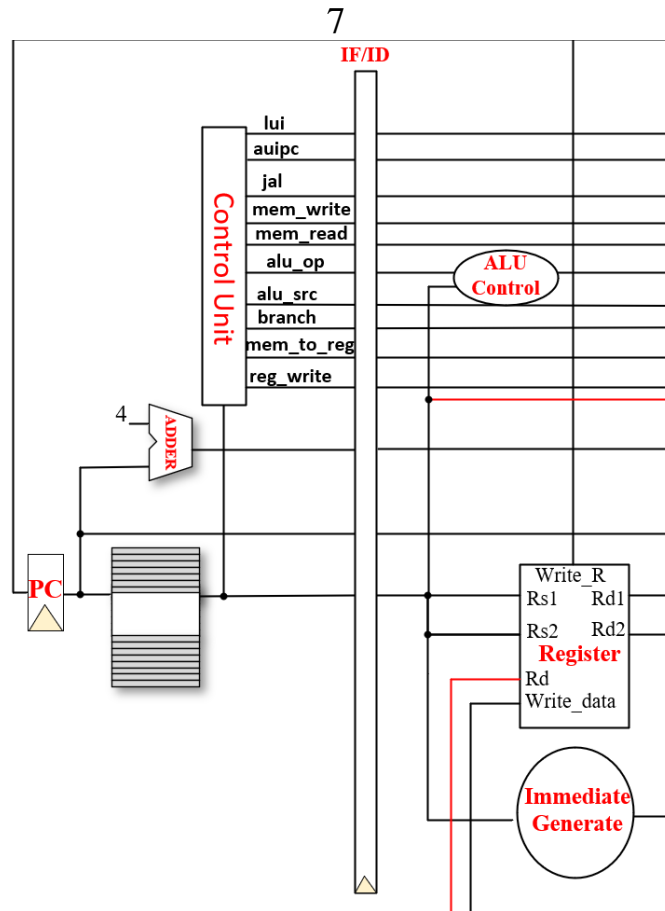 7
IF/ID
lui
auipc
jal
mem_write
mem_read
alu_op
alu_src
branch
mem_to_reg
reg_write
Control Unit
ALU
Control
4
ADDER
PC
Write_R
Rs1 Rd1
Rs2 Rd2
Register
Rd
Write_data
Immediate
Generate